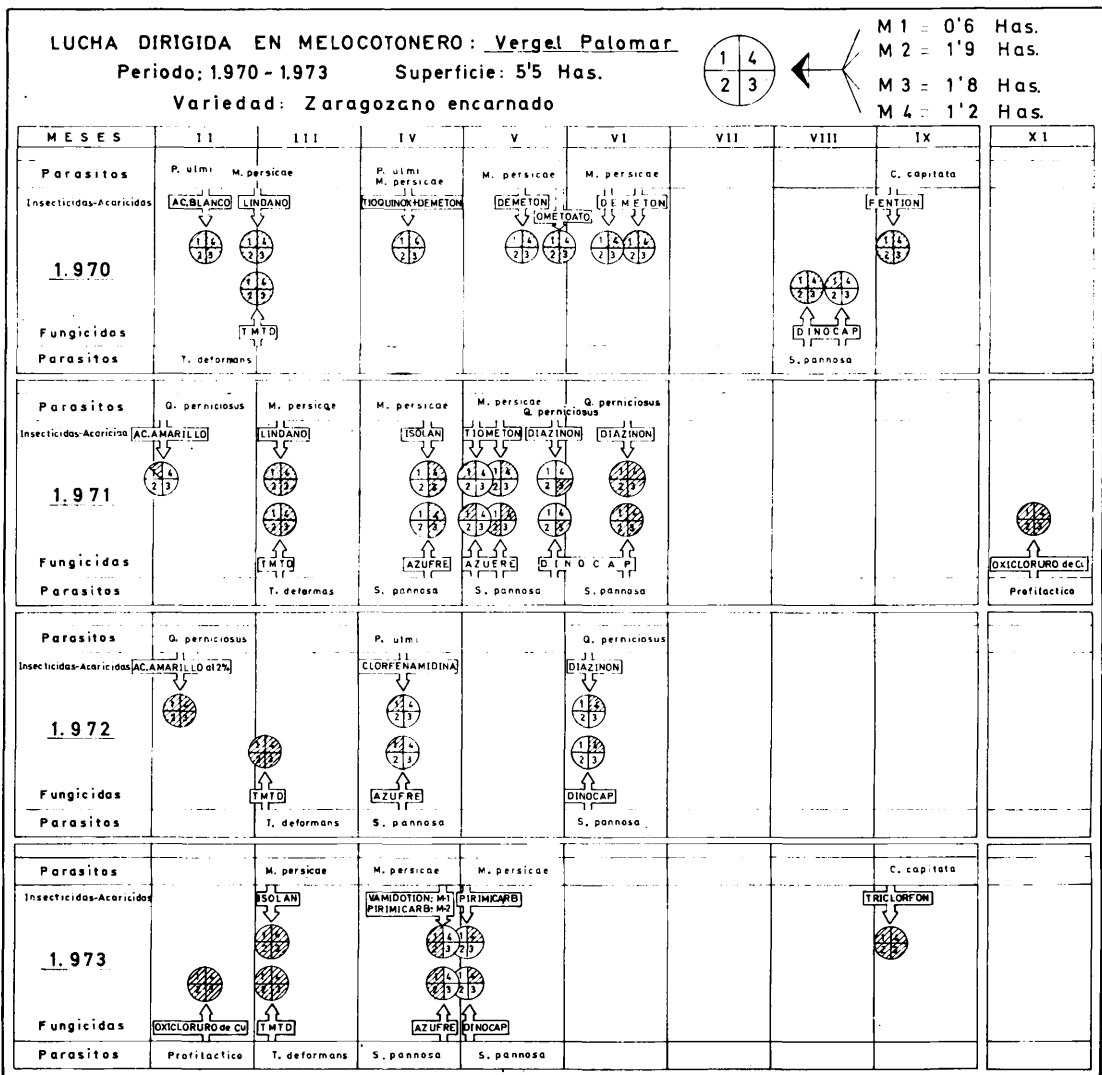 LUCHA DIRIGIDA EN MELOCOTONERO: Vergel Palomar
Periodo: 1.970-1.973 Superficie: 5'5 Has.
Variedad: Zaragozano encarnado
1 4
2 3
M 1 = 0'6 Has.
M 2 = 1'9 Has.
M 3 = 1'8 Has.
M 4 = 1'2 Has.
MESES II III IV V VI VII VIII IX XI
Parasitos P. ulmi M. persicae P. ulmi M. persicae M. persicae M. persicae C. capitata
Insecticidas-Acaricidas AC.BLANCO LINDANO TIOQUINOX+DEMETON DEMETON OMETOATO DEMETON FENTION
1.970
Fungicidas TMTD DINOCAP
Parasitos T. deformans S. pannosa
Parasitos Q. perniciosus M. persicae M. persicae M. persicae Q. perniciosus Q. perniciosus
Insecticidas-Acaricida AC.AMARILLO LINDANO ISOLAN TIOMETON DIAZINON DIAZINON
1.971
Fungicidas TMTD AZUFRE AZUFRE DINOCAP OXICLORURO de Cu
Parasitos T. deformas S. pannosa S. pannosa S. pannosa Profilactico
Parasitos Q. perniciosus P. ulmi Q. perniciosus
Insecticidas-Acaricidas AC.AMARILLO al 2% CLORFENAMIDINA DIAZINON
1.972
Fungicidas TMTD AZUFRE DINOCAP
Parasitos T. deformans S. pannosa S. pannosa
Parasitos M. persicae M. persicae M. persicae C. capitata
Insecticidas-Acaricidas ISOLAN VAMIDOTION: M-1 PIRIMICARB: M-2 PIRIMICARB TRICLORFON
1.973
Fungicidas OXICLORURO de Cu TMTD AZUFRE DINOCAP
Parasitos Profilactico T. deformans S. pannosa S. pannosa